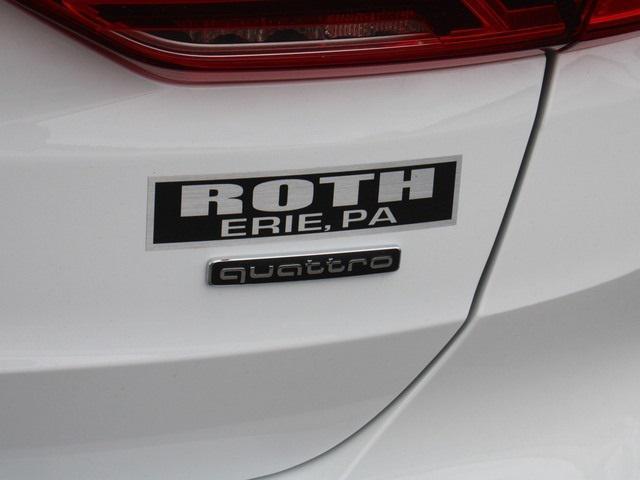 ROTH
ERIE, PA
quattro